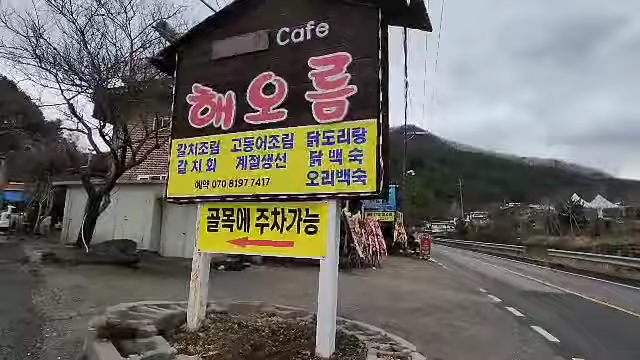 Cafe
해오름
갈치조림 고등어조림 닭도리탕
갈치회 계절생선 닭백숙
예약 070 8197 7417 오리백숙
골목에 주차가능